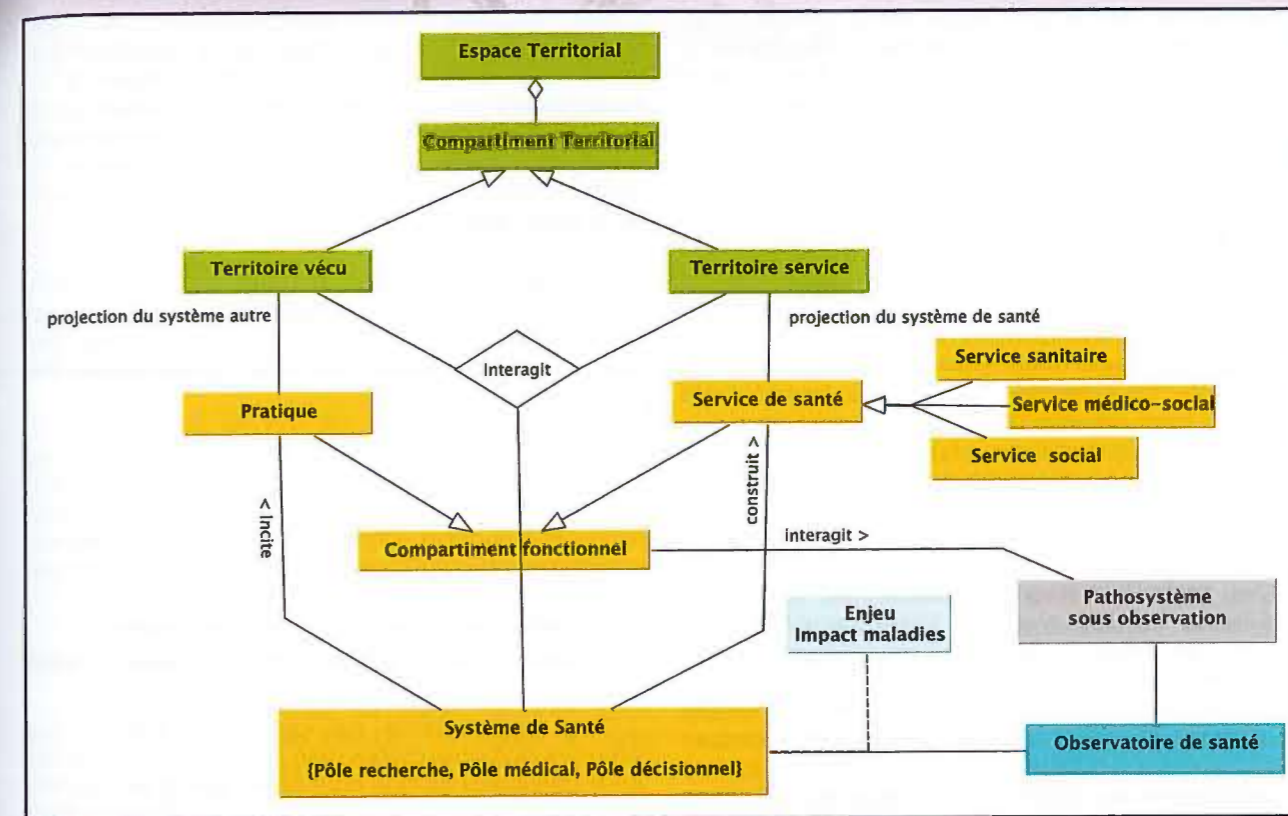 Espace Territorial
Compartiment Territorial
Territoire vécu
Territoire service
projection du système autre
projection du système de santé
Interagit
Service sanitaire
Service de santé
Service médico-social
Pratique
Service social
< Incite
construit >
Compartiment fonctionnel
interagit >
Enjeu
Impact maladies
Pathosystème
sous observation
Système de Santé
{Pôle recherche, Pôle médical, Pôle décisionnel}
Observatoire de santé